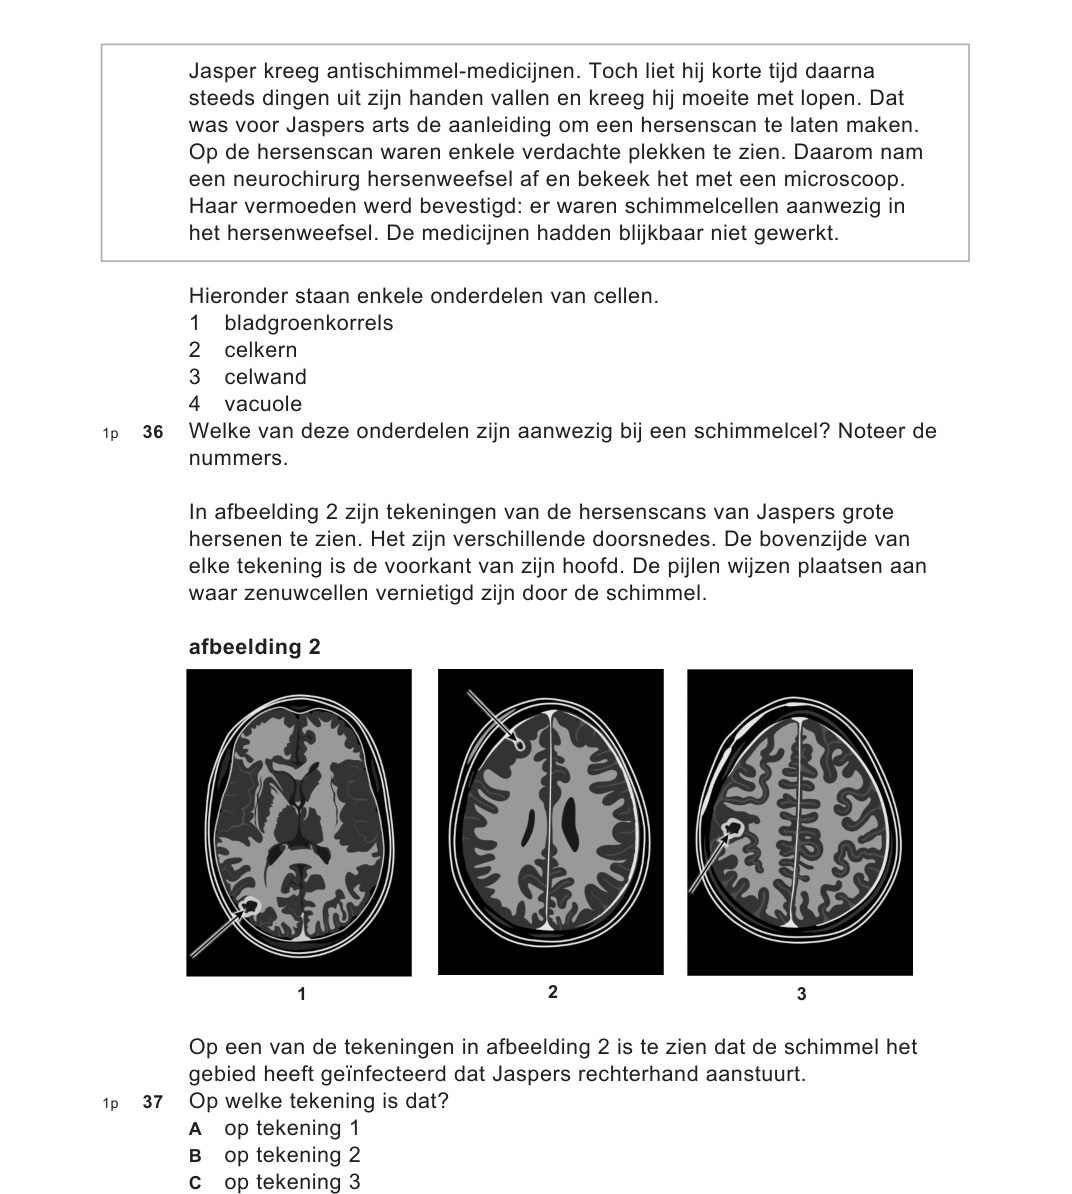 Jasper kreeg antischimmel-medicijnen. Toch liet hij korte tijd daarna
steeds dingen uit zijn handen vallen en kreeg hij moeite met lopen. Dat
was voor Jaspers arts de aanleiding om een hersenscan te laten maken.
Op de hersenscan waren enkele verdachte plekken te zien. Daarom nam
een neurochirurg hersenweefsel af en bekeek het met een microscoop.
Haar vermoeden werd bevestigd: er waren schimmelcellen aanwezig in
het hersenweefsel. De medicijnen hadden blijkbaar niet gewerkt.
Hieronder staan enkele onderdelen van cellen.
1 bladgroenkorrels
2 celkern
3 celwand
4 vacuole
1p 36 Welke van deze onderdelen zijn aanwezig bij een schimmelcel? Noteer de
nummers.
In afbeelding 2 zijn tekeningen van de hersenscans van Jaspers grote
hersenen te zien. Het zijn verschillende doorsnedes. De bovenzijde van
elke tekening is de voorkant van zijn hoofd. De pijlen wijzen plaatsen aan
waar zenuwcellen vernietigd zijn door de schimmel.
afbeelding 2
1 2 3
Op een van de tekeningen in afbeelding 2 is te zien dat de schimmel het
gebied heeft geïnfecteerd dat Jaspers rechterhand aanstuurt.
1p 37 Op welke tekening is dat?
A op tekening 1
B op tekening 2
C op tekening 3